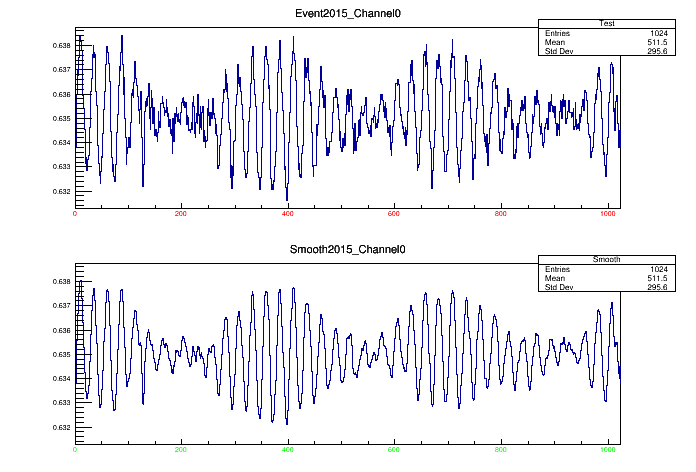 Event2015_Channel0
Test
Entries 1024
Mean 511.5
Std Dev 295.6
0.638
0.637
0.636
0.635
0.634
0.633
0.632
0 200 400 600 800 1000
Smooth2015_Channel0
Smooth
Entries 1024
Mean 511.5
Std Dev 295.6
0.638
0.637
0.636
0.635
0.634
0.633
0.632
0 200 400 600 800 1000